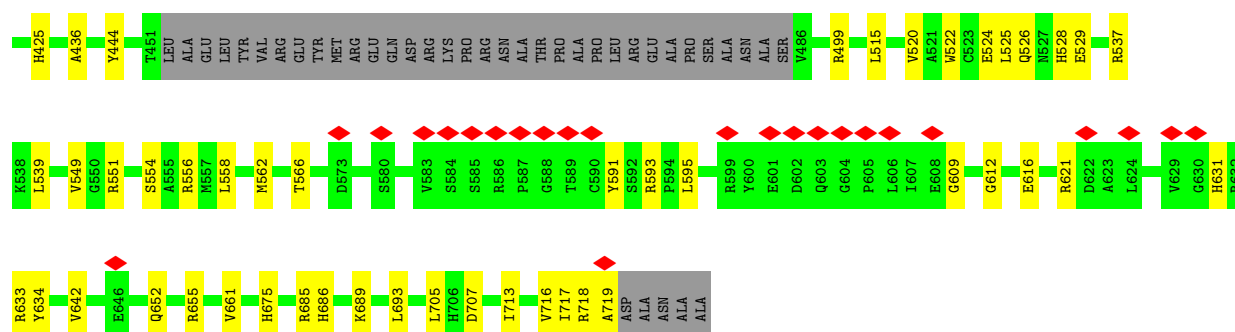 H425 A436 Y444 T451 LEU ALA GLU LEU TYR VAL ARG GLU TYR MET ARG GLU GLN ASP ARG LYS PRO ARG ASN ALA THR PRO ALA PRO LEU ARG GLU ALA PRO SER ALA ASN ALA SER V486 R499 L515 V520 A521 W522 C523 E524 L525 Q526 N527 H528 E529 R537
K538 L539 V549 G550 R551 S554 A555 R556 M557 L558 M562 T566 D573 S580 V583 S584 S585 R586 P587 G588 T589 C590 Y591 S592 R593 P594 L595 R599 Y600 E601 D602 Q603 G604 P605 L606 I607 E608 G609 G612 E616 R621 D622 A623 L624 V629 G630 H631
R633 Y634 V642 E646 Q652 R655 V661 H675 R685 H686 K689 L693 L705 H706 D707 I713 V716 I717 R718 A719 ASP ALA ASN ALA ALA